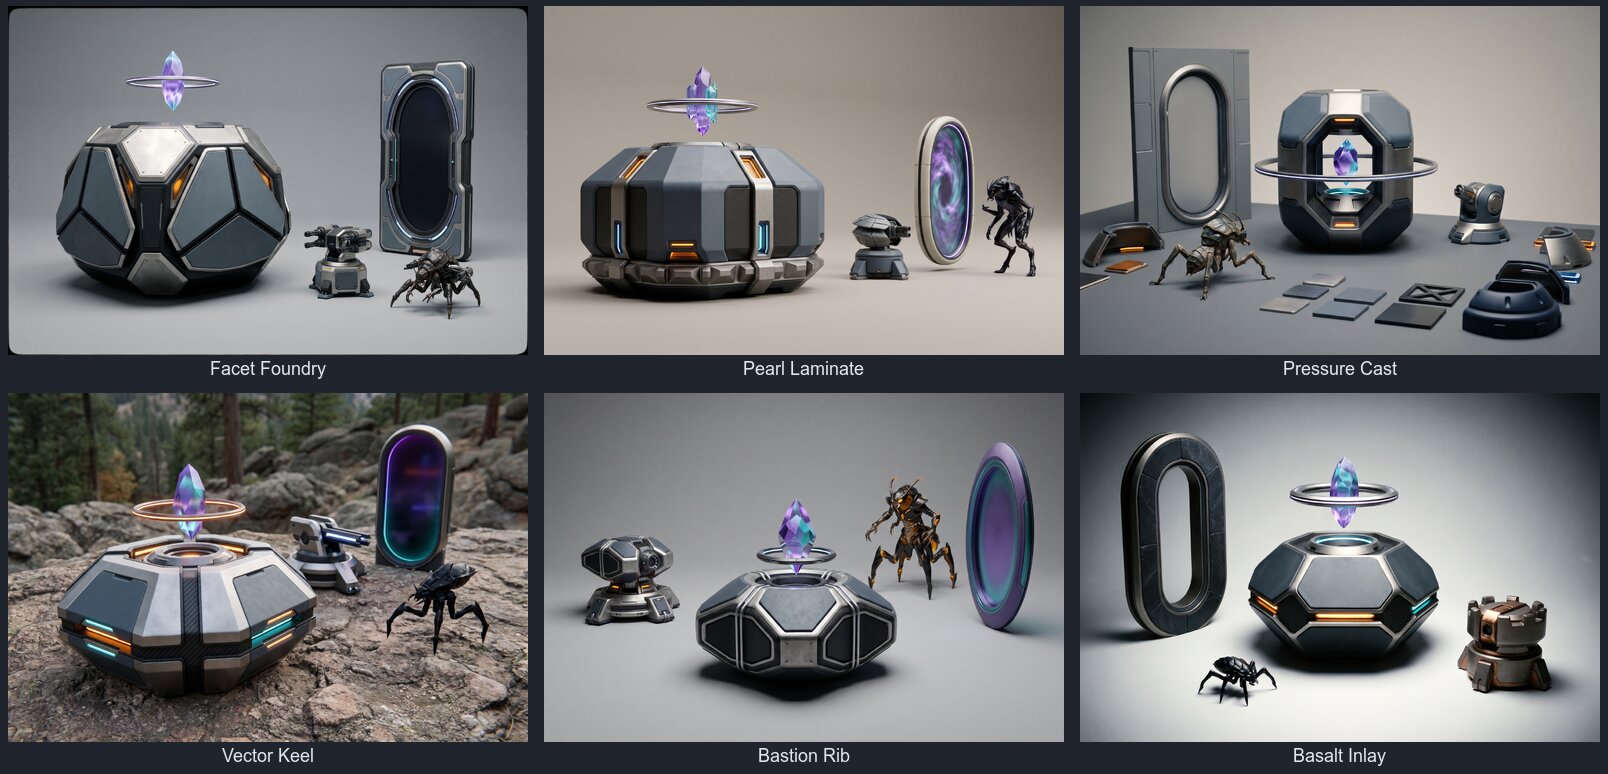 Facet Foundry
Pearl Laminate
Pressure Cast
Vector Keel
Bastion Rib
Basalt Inlay